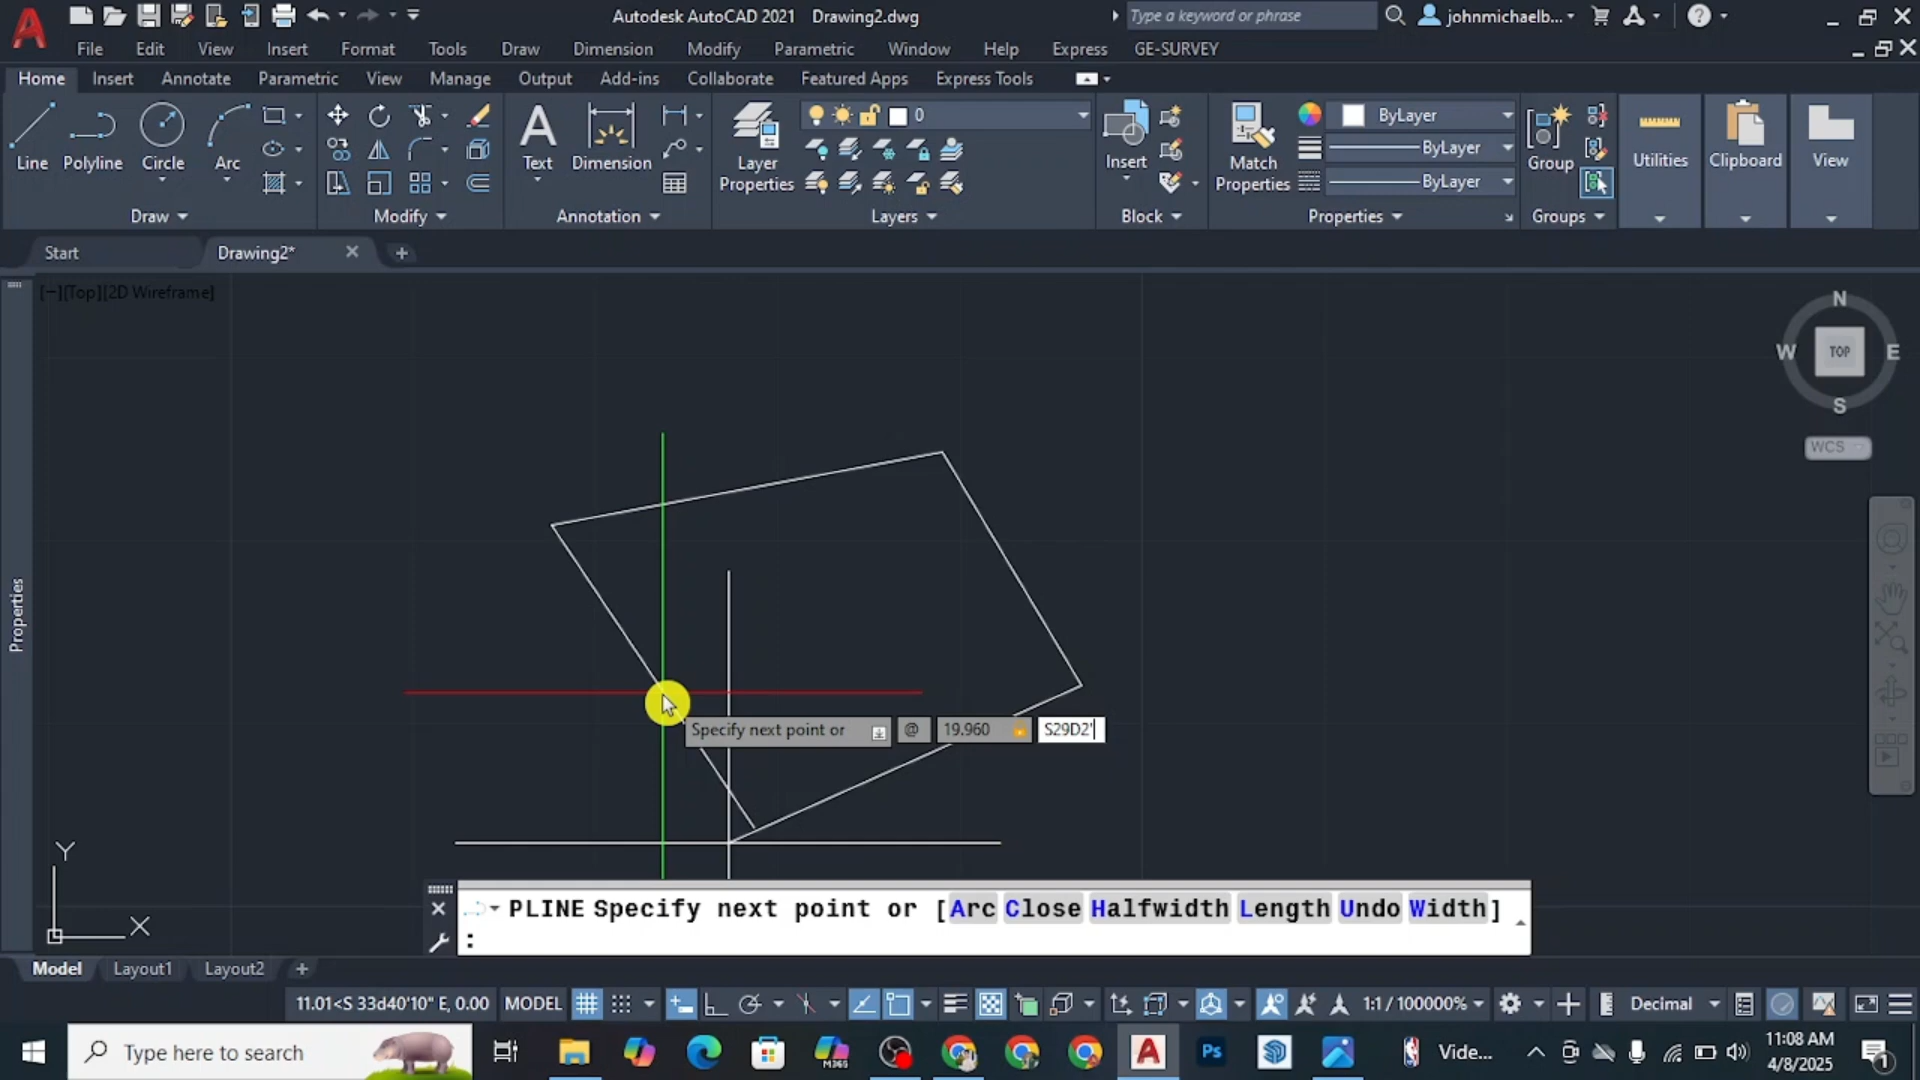 Autodesk AutoCAD 2021 Drawing2.dwg Type a keyword or phrase johnmichaelb...
File Edit View Insert Format Tools Draw Dimension Modify Parametric Window Help Express GE-SURVEY
Home Insert Annotate Parametric View Manage Output Add-ins Collaborate Featured Apps Express Tools
0 ByLayer
ByLayer
ByLayer
Line Polyline Circle Arc Text Dimension Layer Properties Insert Match Properties Group Utilities Clipboard View
Draw Modify Annotation Layers Block Properties Groups
Start Drawing2*
[−][Top][2D Wireframe]
N
W TOP E
S
WCS
Properties
Specify next point or @ 19.960 S29D2'
Y
X
PLINE Specify next point or [Arc Close Halfwidth Length Undo Width]
:
Model Layout1 Layout2
11.01<S 33d40'10" E, 0.00 MODEL 1:1 / 100000% Decimal
Type here to search M365 A Ps Vide... 11:08 AM
4/8/2025 1